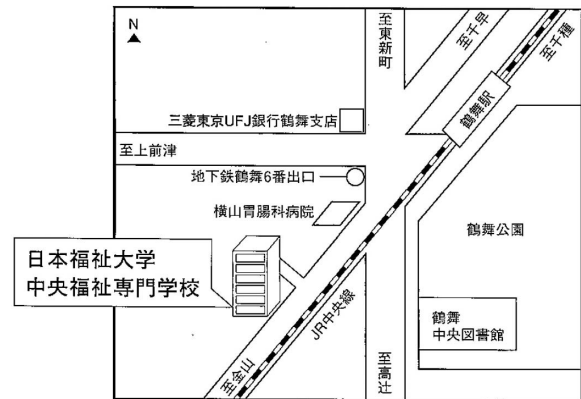 N
至東新町
至千早
至千種
鶴舞駅
三菱東京UFJ銀行鶴舞支店
至上前津
地下鉄鶴舞6番出口
横山胃腸科病院
鶴舞公園
日本福祉大学
中央福祉専門学校
JR中央線
鶴舞
中央図書館
至金山
至高辻